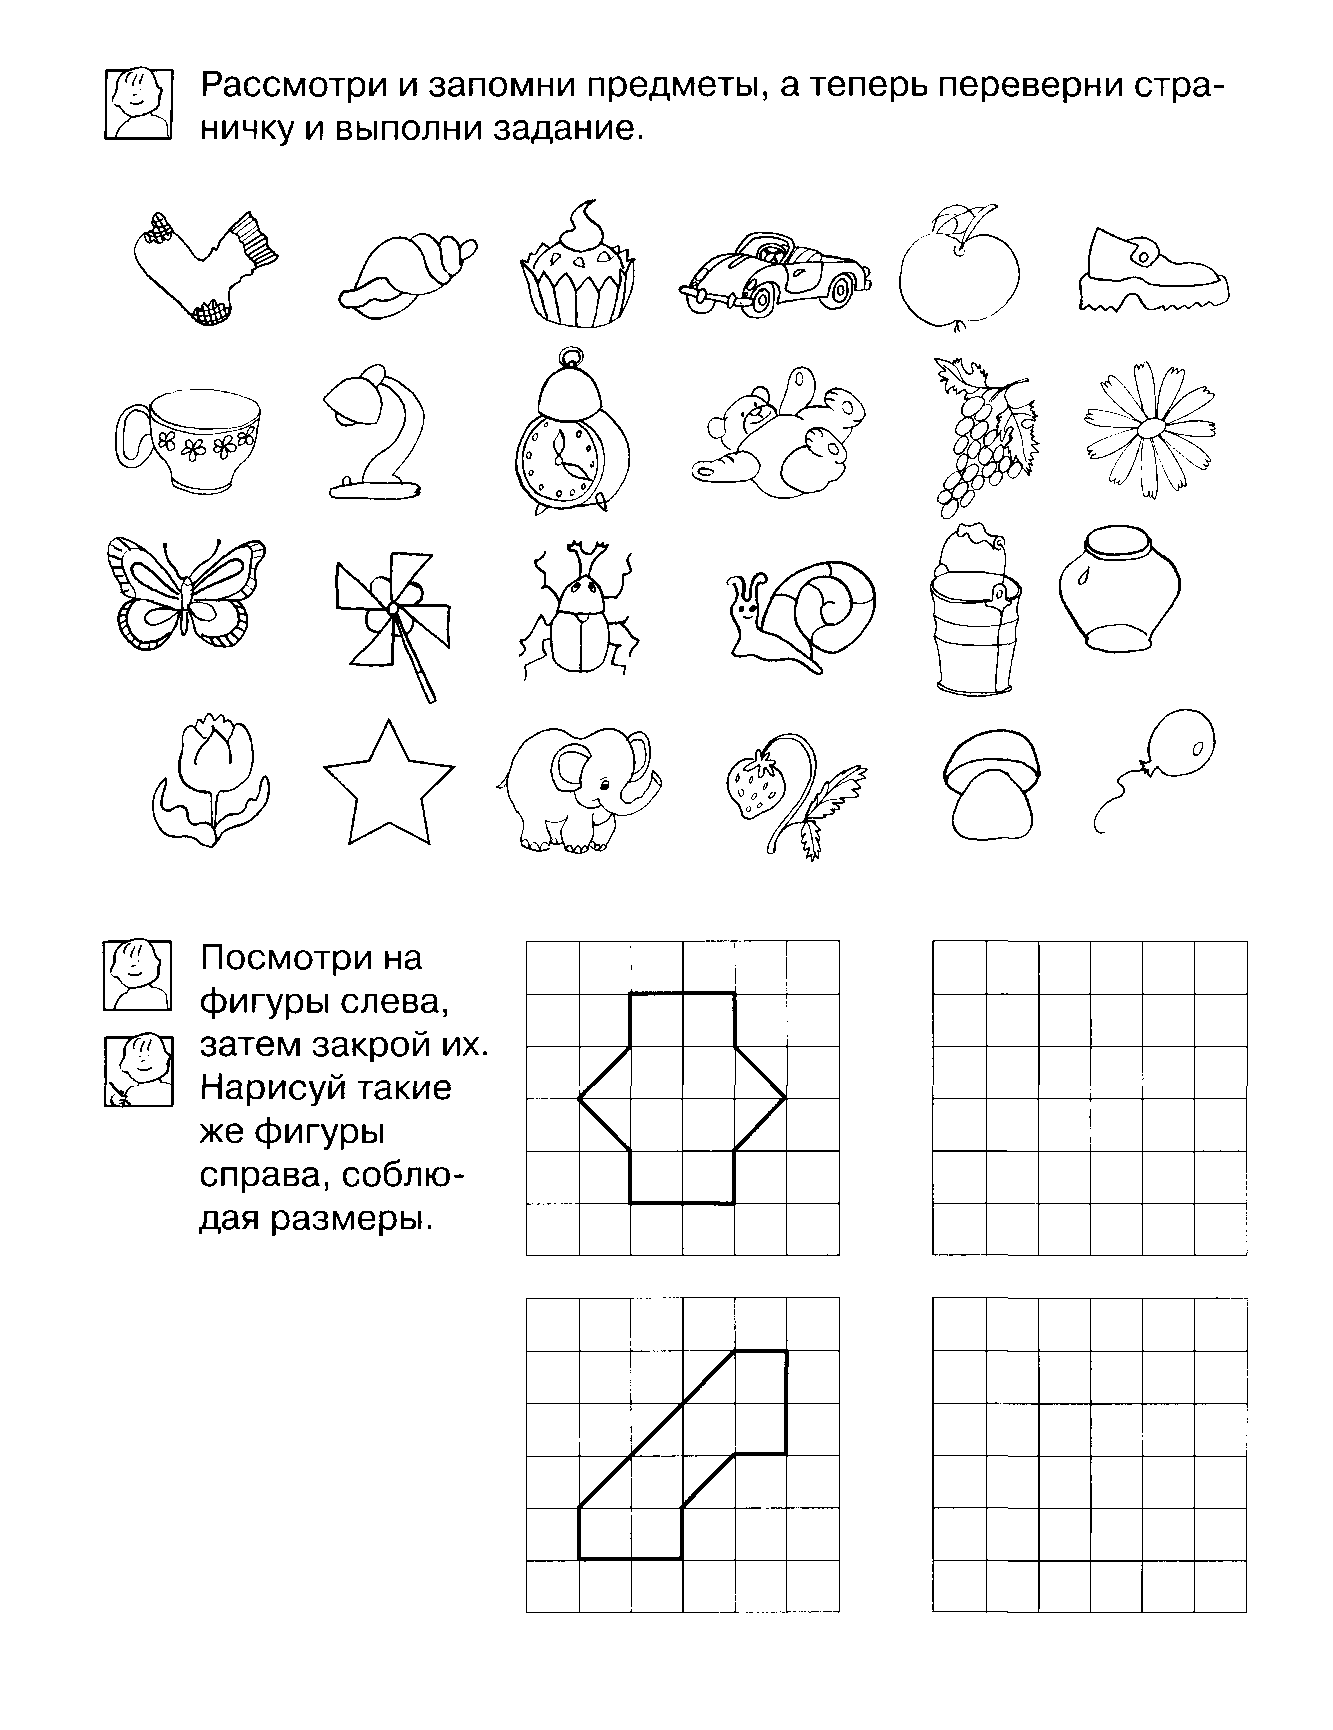 Рассмотри и запомни предметы, а теперь переверни стра-
ничку и выполни задание.
Посмотри на
фигуры слева,
затем закрой их.
Нарисуй такие
же фигуры
справа, соблю-
дая размеры.